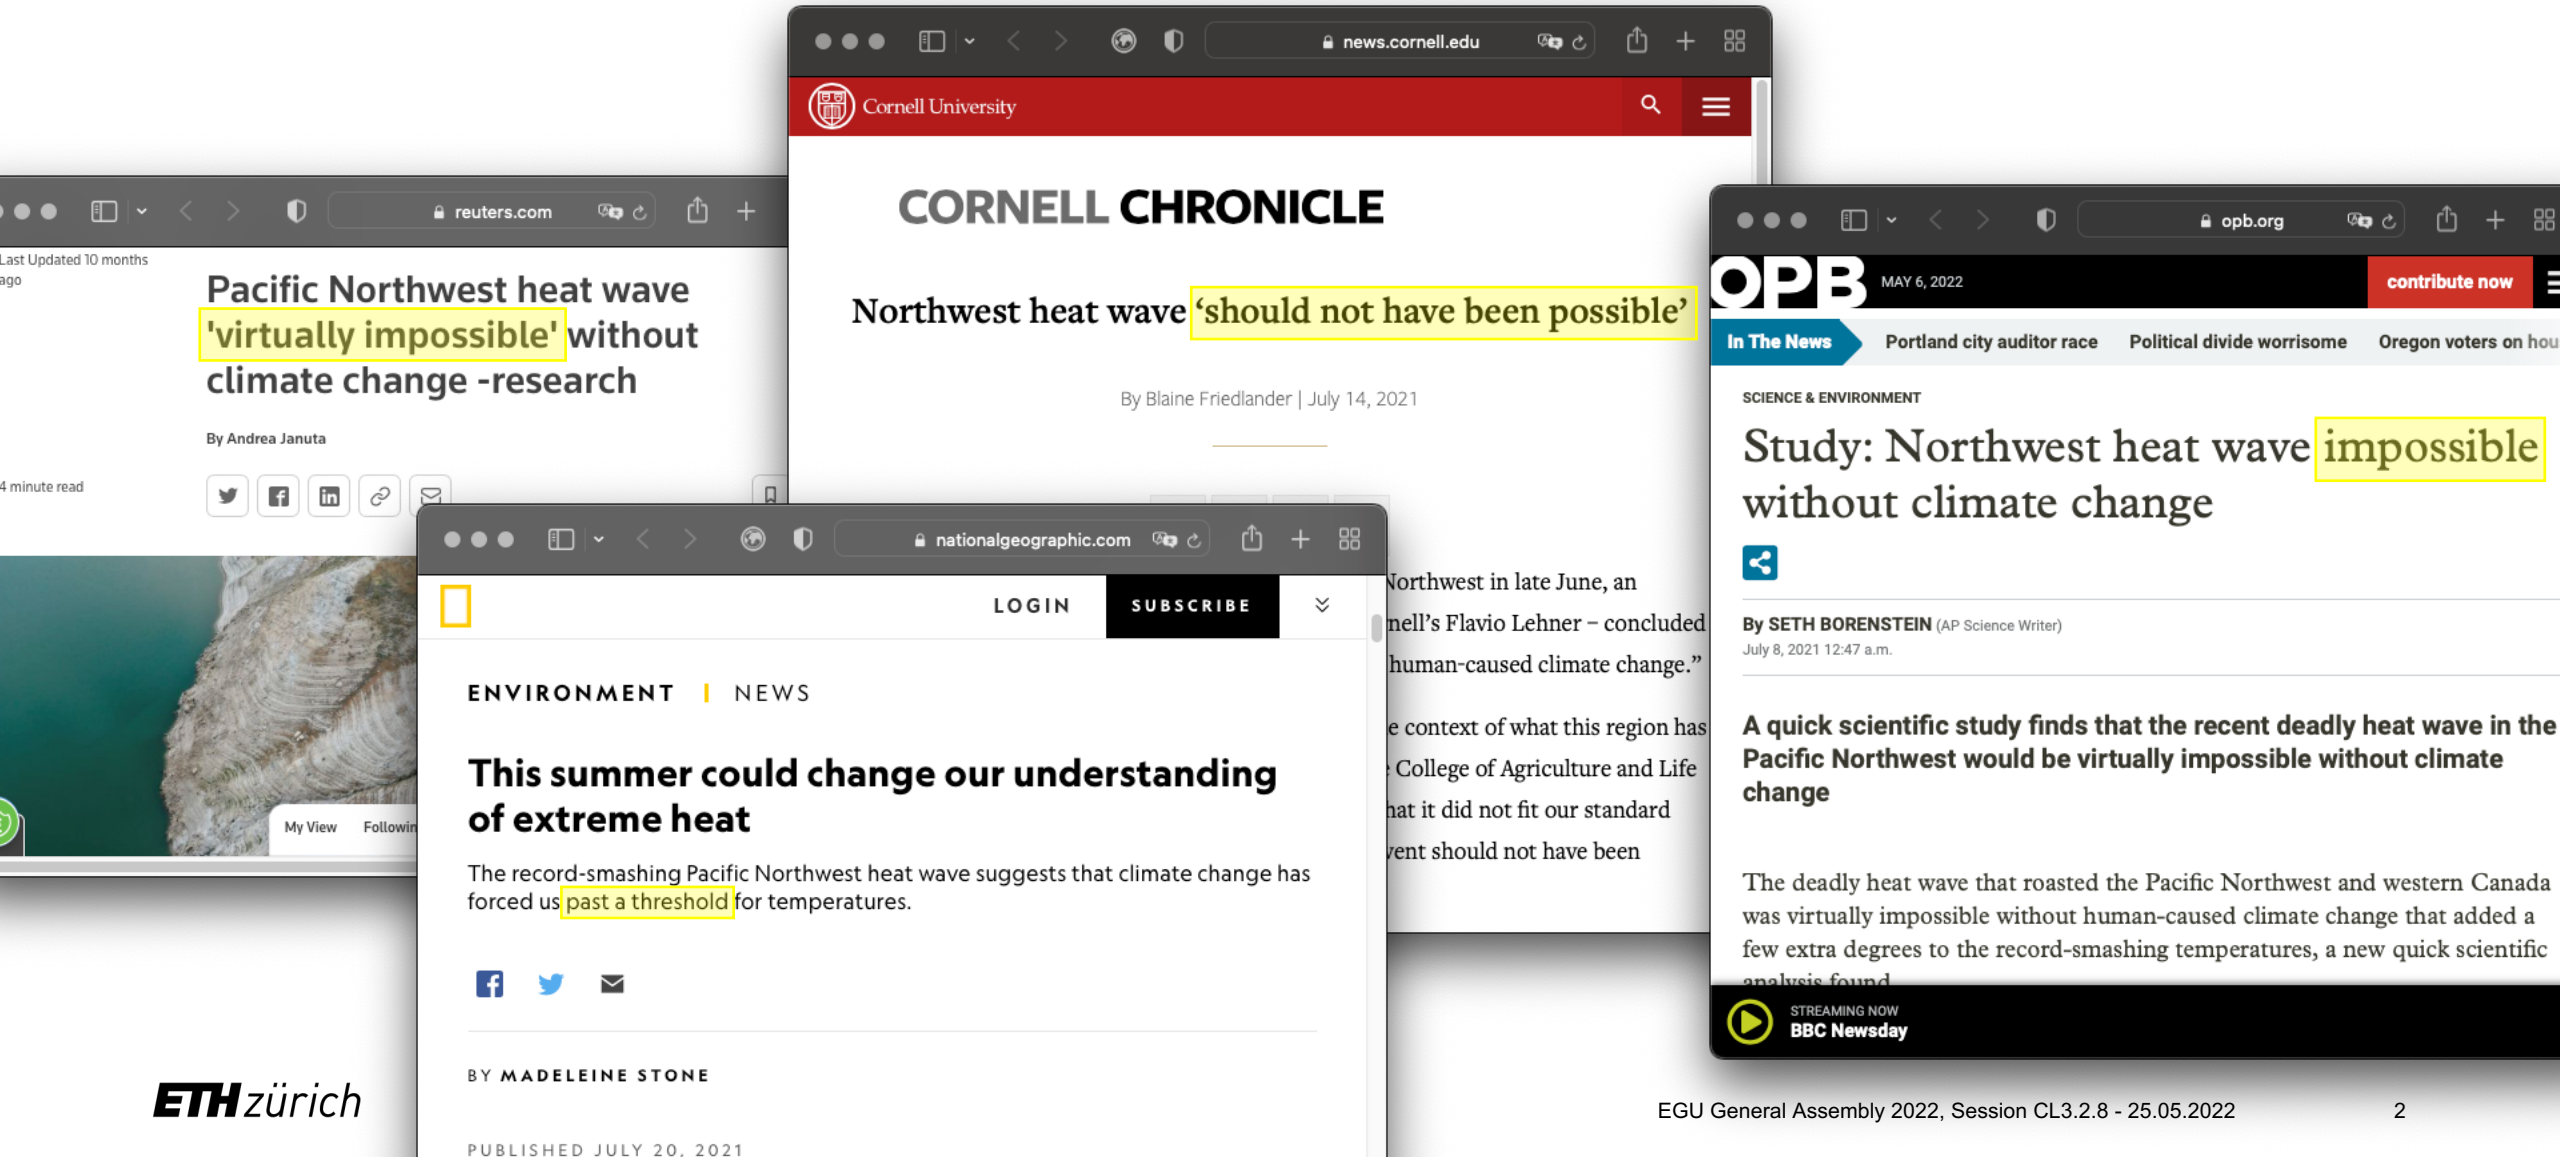 reuters.com
Last Updated 10 months
ago
Pacific Northwest heat wave
'virtually impossible' without
climate change -research
By Andrea Januta
4 minute read
My View Followin
news.cornell.edu
Cornell University
CORNELL CHRONICLE
Northwest heat wave ‘should not have been possible’
By Blaine Friedlander | July 14, 2021
Northwest in late June, an
nell’s Flavio Lehner – concluded
human-caused climate change.”
e context of what this region has
College of Agriculture and Life
hat it did not fit our standard
vent should not have been
nationalgeographic.com
LOGIN SUBSCRIBE
ENVIRONMENT | NEWS
This summer could change our understanding
of extreme heat
The record-smashing Pacific Northwest heat wave suggests that climate change has
forced us past a threshold for temperatures.
BY MADELEINE STONE
PUBLISHED JULY 20, 2021
opb.org
OPB MAY 6, 2022 contribute now
In The News Portland city auditor race Political divide worrisome Oregon voters on hou
SCIENCE & ENVIRONMENT
Study: Northwest heat wave impossible
without climate change
By SETH BORENSTEIN (AP Science Writer)
July 8, 2021 12:47 a.m.
A quick scientific study finds that the recent deadly heat wave in the
Pacific Northwest would be virtually impossible without climate
change
The deadly heat wave that roasted the Pacific Northwest and western Canada
was virtually impossible without human-caused climate change that added a
few extra degrees to the record-smashing temperatures, a new quick scientific
analysis found
STREAMING NOW
BBC Newsday
ETH zürich
EGU General Assembly 2022, Session CL3.2.8 - 25.05.2022 2